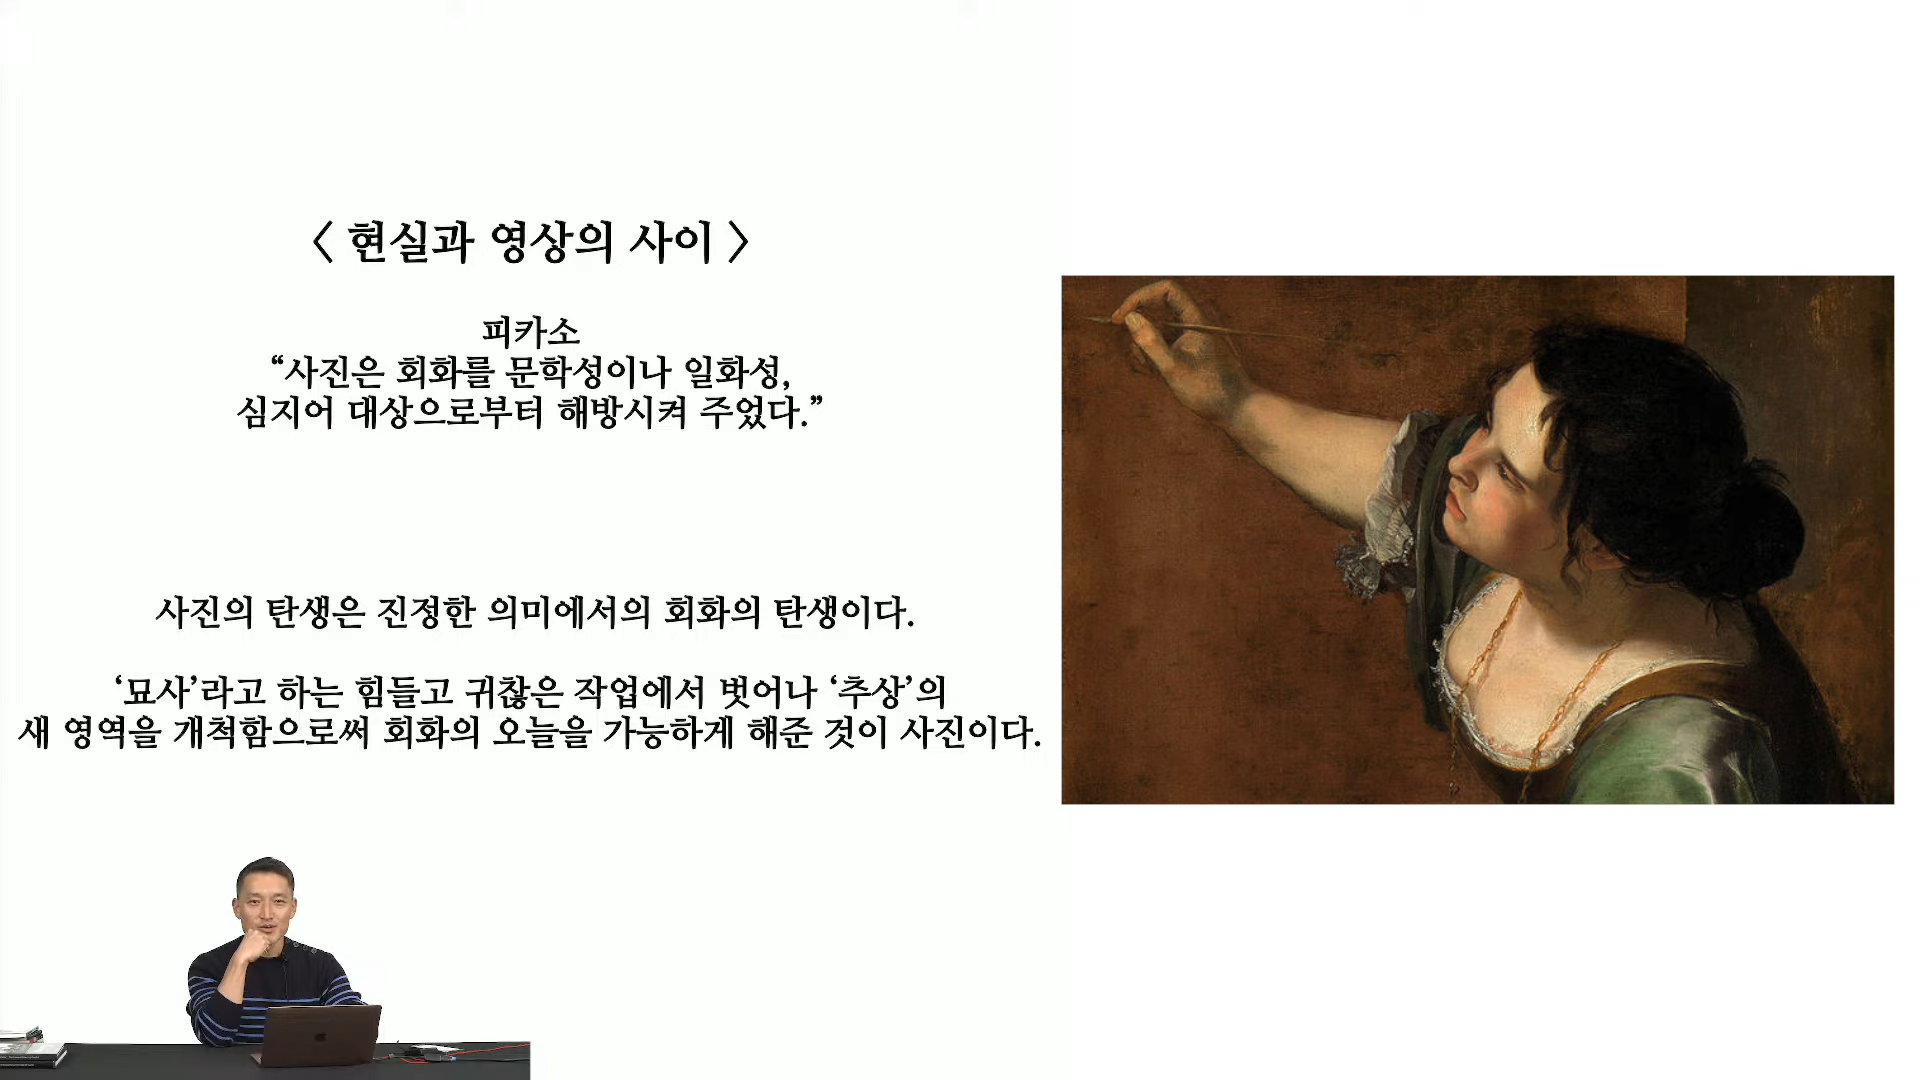 < 현실과 영상의 사이 >
피카소
“사진은 회화를 문학성이나 일화성,
심지어 대상으로부터 해방시켜 주었다.”
사진의 탄생은 진정한 의미에서의 회화의 탄생이다.
‘묘사’라고 하는 힘들고 귀찮은 작업에서 벗어나 ‘추상’의
새 영역을 개척함으로써 회화의 오늘을 가능하게 해준 것이 사진이다.